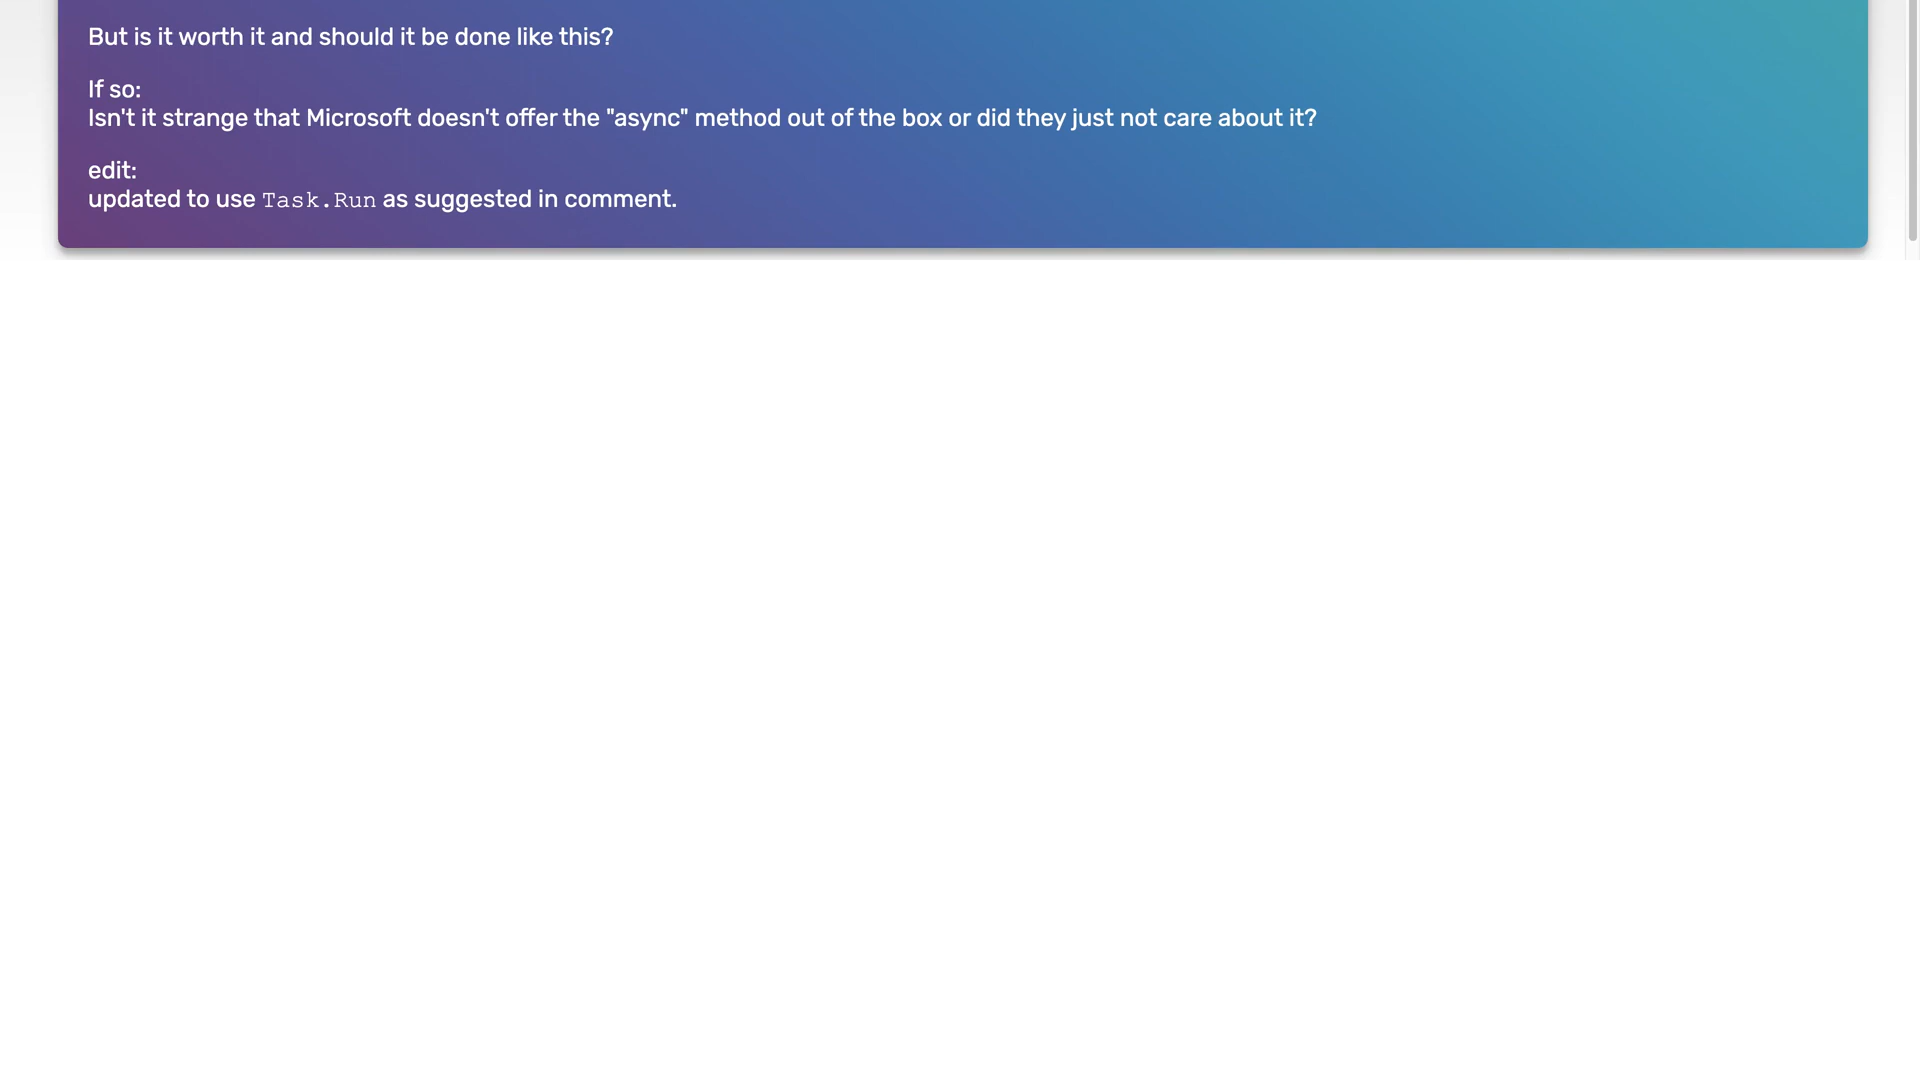 But is it worth it and should it be done like this?
If so:
Isn't it strange that Microsoft doesn't offer the "async" method out of the box or did they just not care about it?
edit:
updated to use Task.Run as suggested in comment.